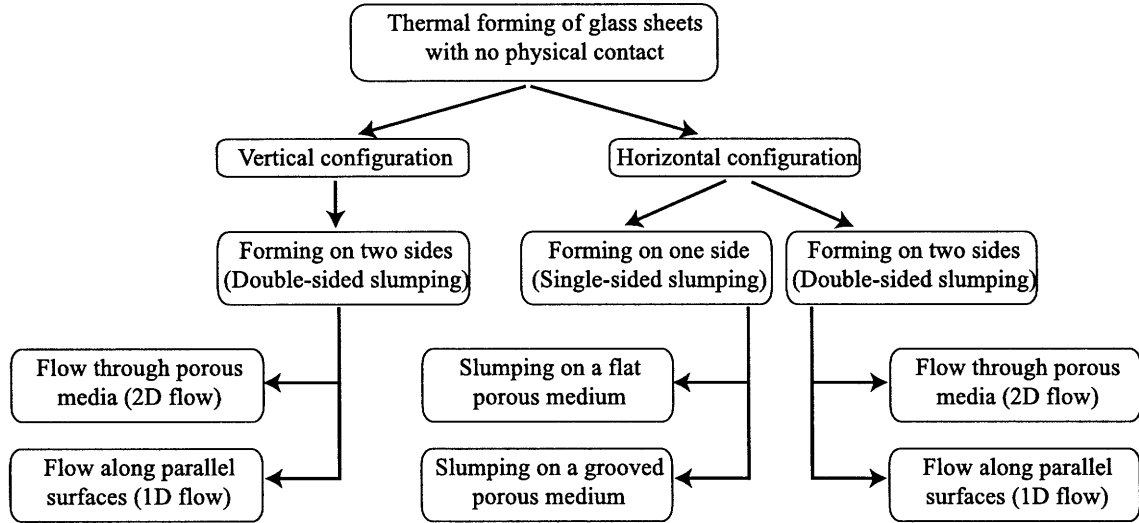 Thermal forming of glass sheets
with no physical contact
Vertical configuration
Horizontal configuration
Forming on two sides
(Double-sided slumping)
Forming on one side
(Single-sided slumping)
Forming on two sides
(Double-sided slumping)
Flow through porous
media (2D flow)
Slumping on a flat
porous medium
Flow through porous
media (2D flow)
Flow along parallel
surfaces (1D flow)
Slumping on a grooved
porous medium
Flow along parallel
surfaces (1D flow)